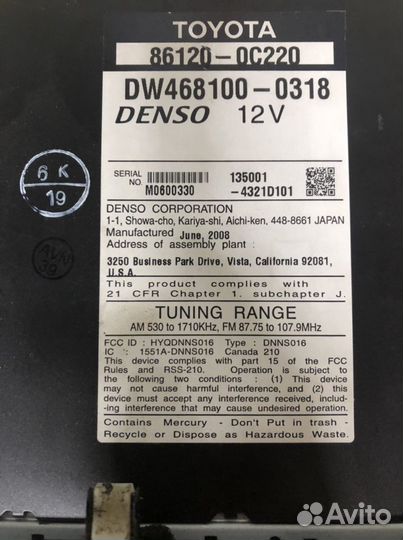 TOYOTA
86120-0C220
DW468100-0318
DENSO 12V
SERIAL NO M0600330 135001 -4321D101
DENSO CORPORATION
1-1, Showa-cho, Kariya-shi, Aichi-ken, 448-8661 JAPAN
Manufactured June, 2008
Address of assembly plant :
3250 Business Park Drive, Vista, California 92081,
U.S.A.
This product complies with
21 CFR Chapter 1. subchapter J.
TUNING RANGE
AM 530 to 1710KHz, FM 87.75 to 107.9MHz
FCC ID : HYQDNNS016 Type : DNNS016
IC : 1551A-DNNS016 Canada 210
This device complies with part 15 of the FCC
Rules and RSS-210. Operation is subject to
the following two conditions : (1) This device
may not cause harmful interference, and (2) this
device must accept any interference received, includ-
ing interference that may cause undesired operation.
Contains Mercury - Don't Put in trash -
Recycle or Dispose as Hazardous Waste.
6 K
19
Avito